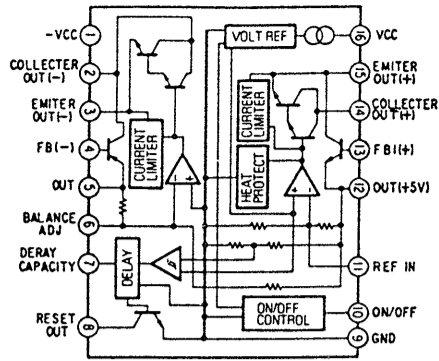 -VCC
1
COLLECTER
OUT(-)
2
EMITER
OUT(-)
3
FBI(-)
4
OUT
5
BALANCE
ADJ
6
DERAY
CAPACITY
7
RESET
OUT
8
CURRENT
LIMITER
DELAY
VOLT REF
CURRENT
LIMITER
HEAT
PROTECT
ON/OFF
CONTROL
- +
+ -
16
VCC
15
EMITER
OUT(+)
14
COLLECTER
OUT(+)
13
FBI(+)
12
OUT(+5V)
11
REF IN
10
ON/OFF
9
GND